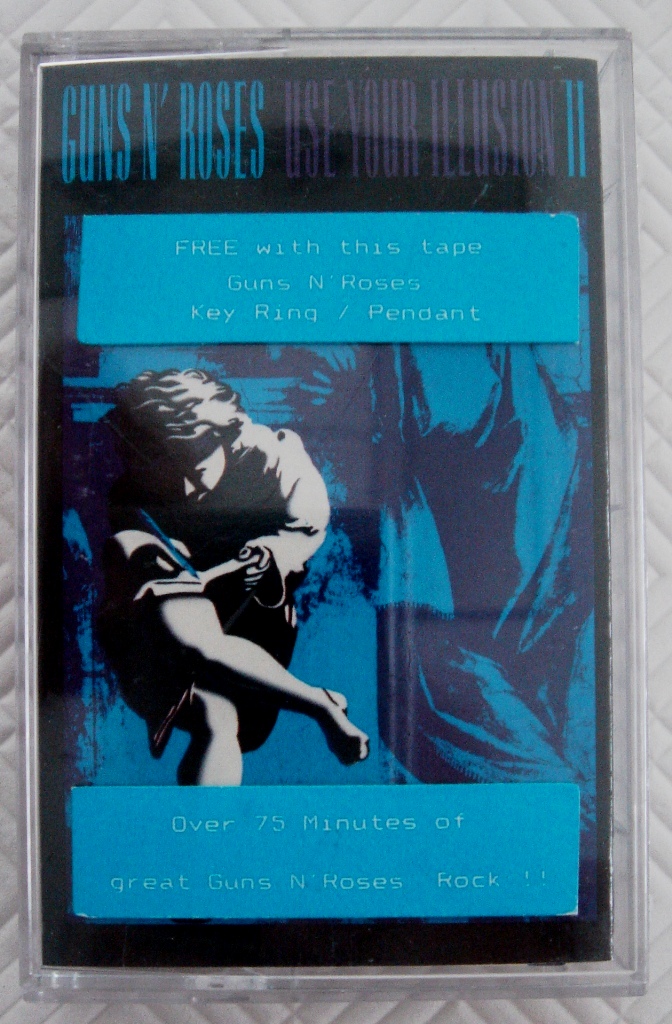 GUNS N' ROSES USE YOUR ILLUSION II
FREE with this tape
Guns N'Roses
Key Ring / Pendant
Over 75 Minutes of
great Guns N'Roses Rock !!